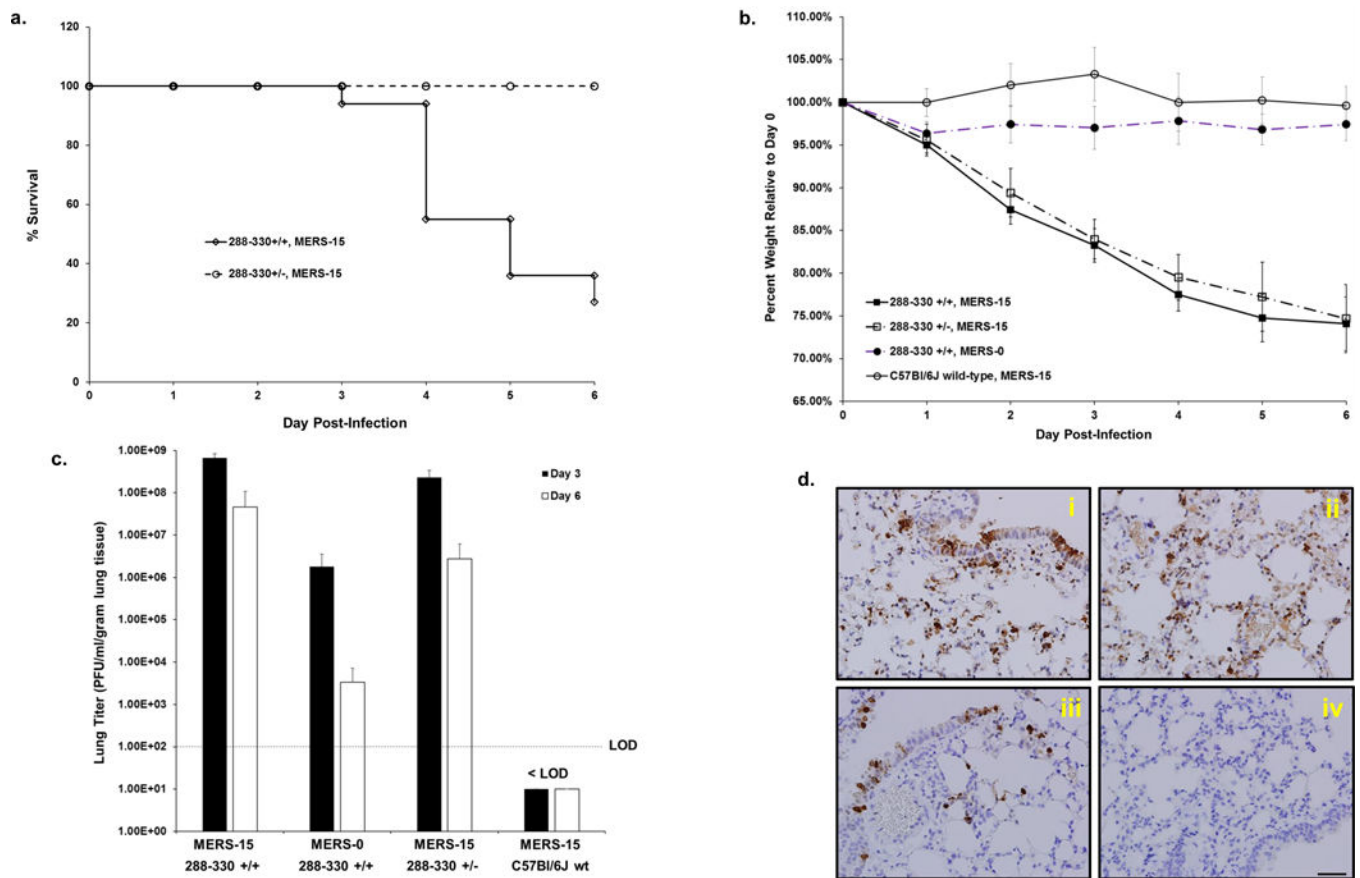 a.
120
100
80
60
40
20
0
% Survival
288-330+/+, MERS-15
288-330+/-, MERS-15
0 1 2 3 4 5 6
Day Post-Infection
b.
110.00%
105.00%
100.00%
95.00%
90.00%
85.00%
80.00%
75.00%
70.00%
65.00%
Percent Weight Relative to Day 0
288-330 +/+, MERS-15
288-330 +/-, MERS-15
288-330 +/+, MERS-0
C57Bl/6J wild-type, MERS-15
0 1 2 3 4 5 6
Day Post-Infection
c.
1.00E+09
1.00E+08
1.00E+07
1.00E+06
1.00E+05
1.00E+04
1.00E+03
1.00E+02
1.00E+01
1.00E+00
Lung Titer (PFU/ml/gram lung tissue)
Day 3
Day 6
LOD
< LOD
MERS-15 MERS-0 MERS-15 MERS-15
288-330 +/+ 288-330 +/+ 288-330 +/- C57Bl/6J wt
d.
i
ii
iii
iv